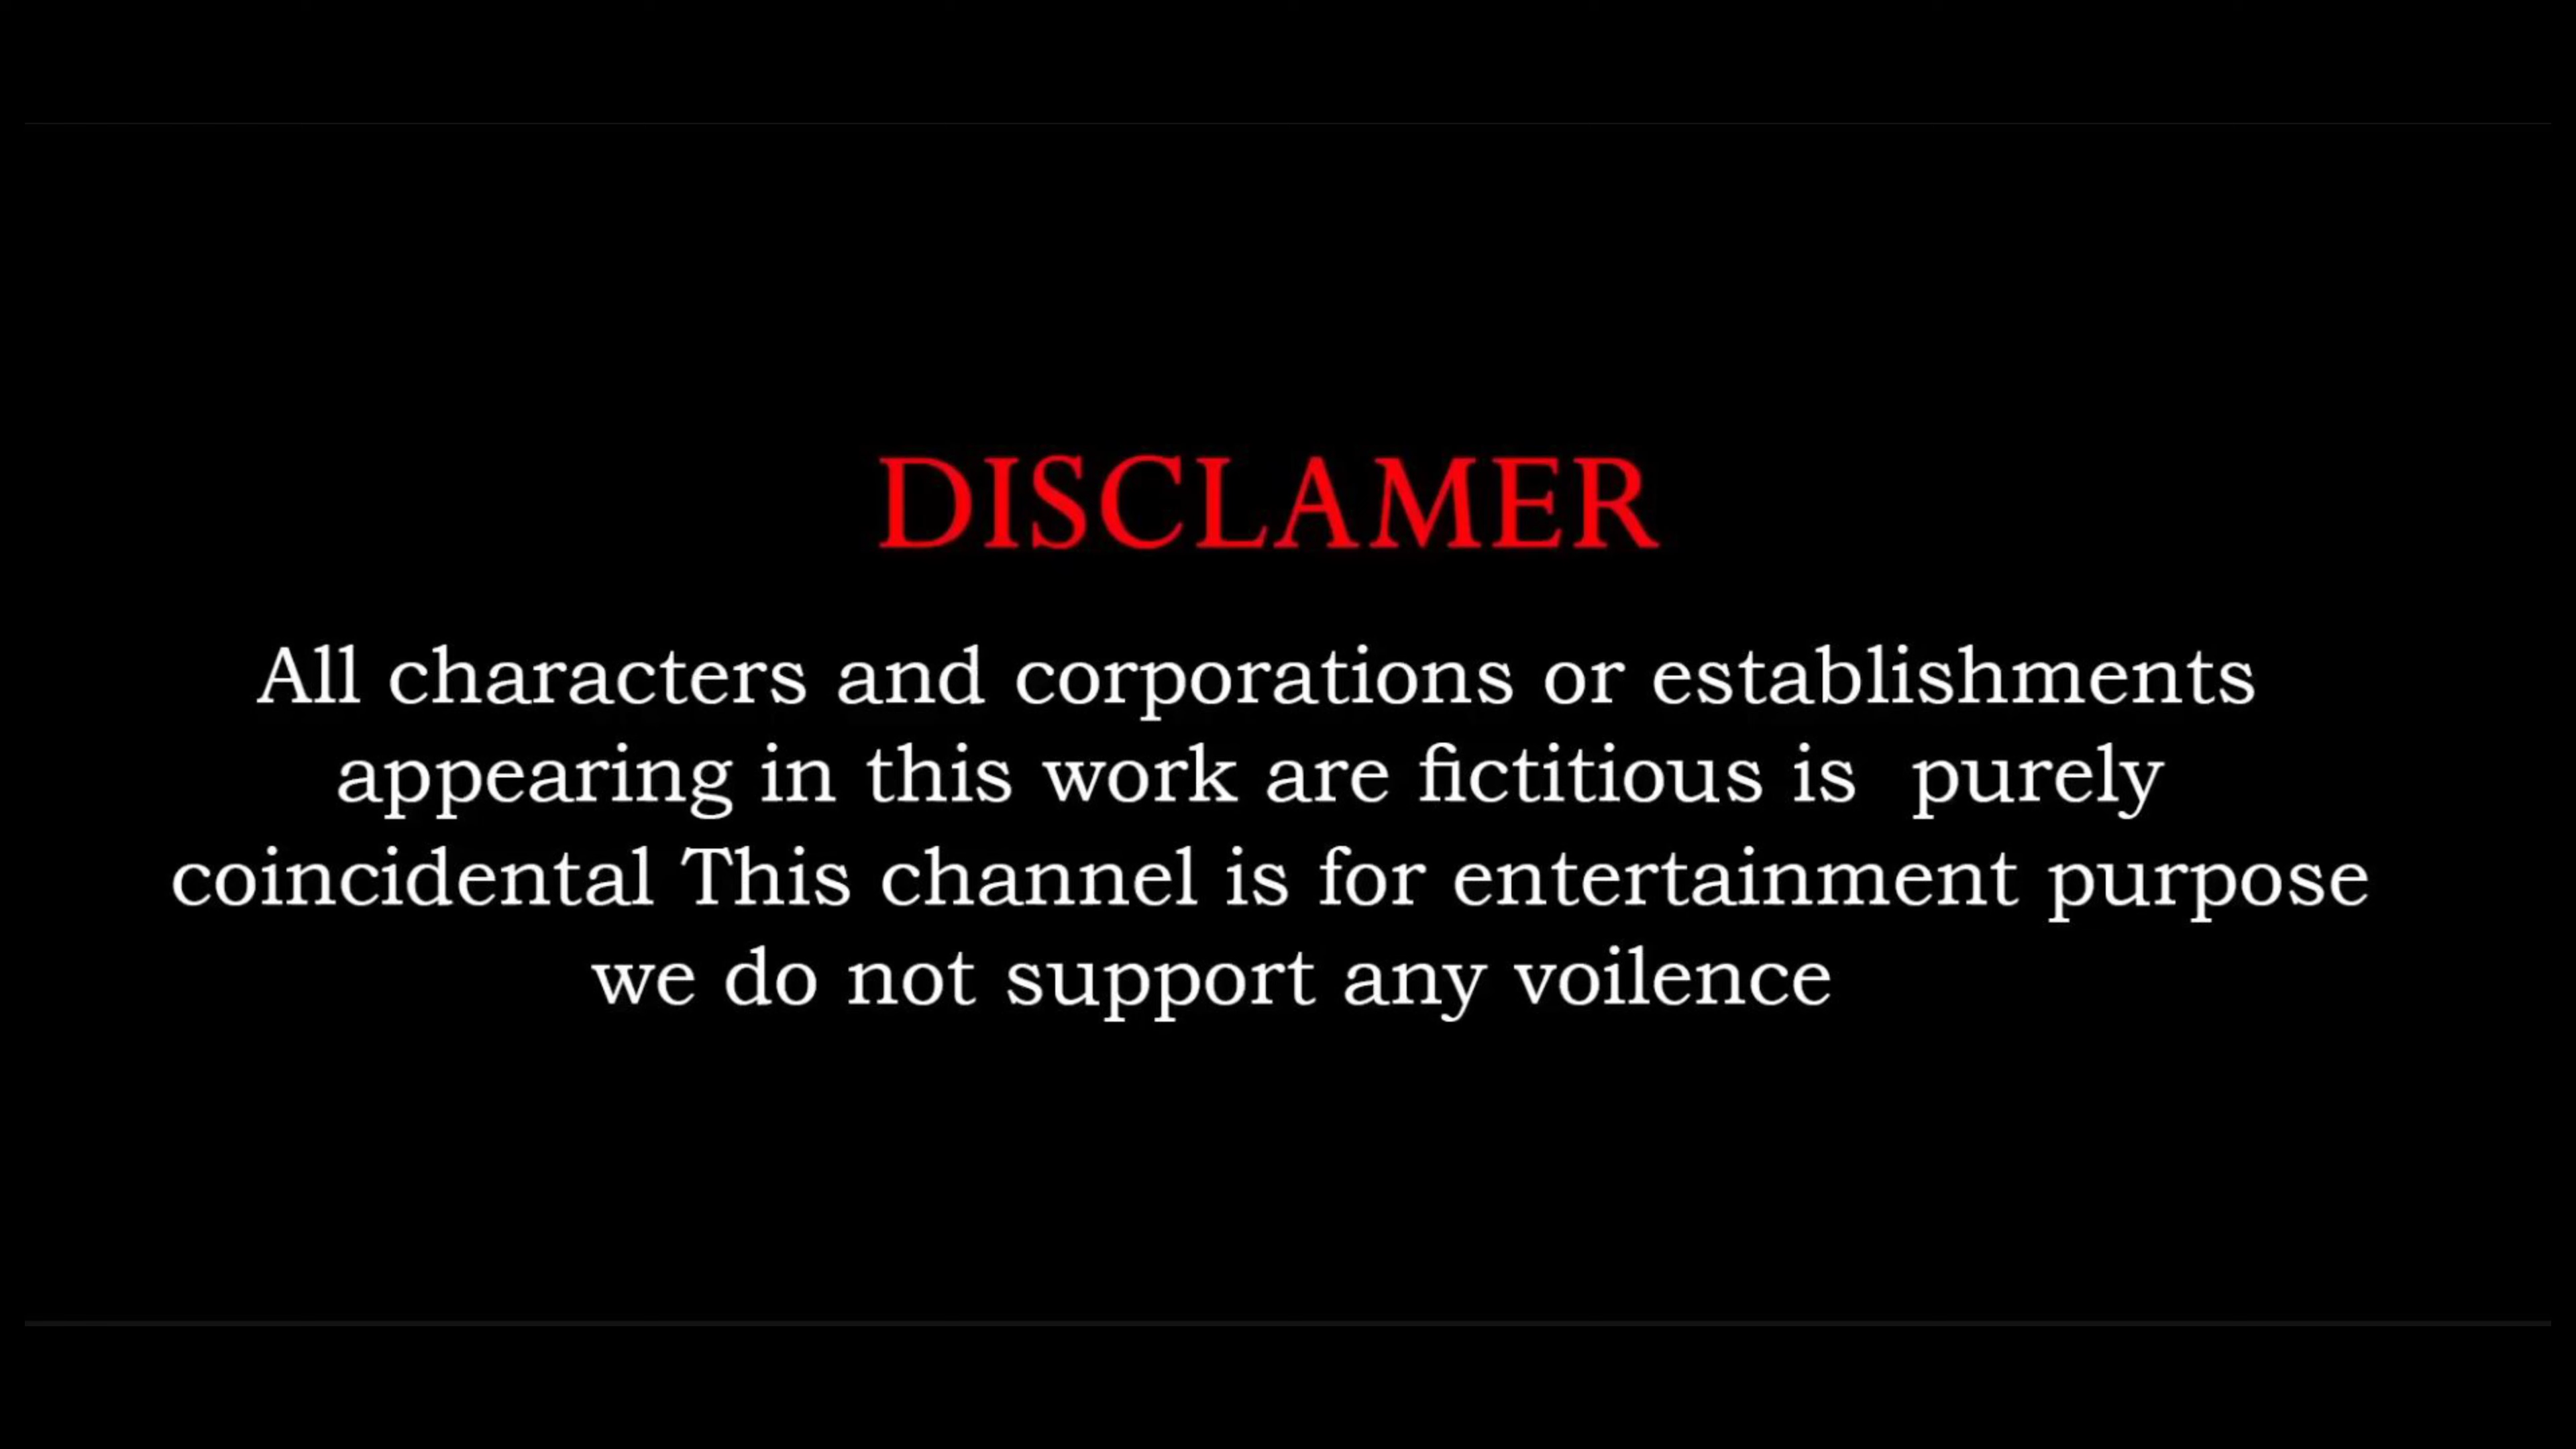 DISCLAMER
All characters and corporations or establishments
appearing in this work are fictitious is  purely
coincidental This channel is for entertainment purpose
we do not support any voilence